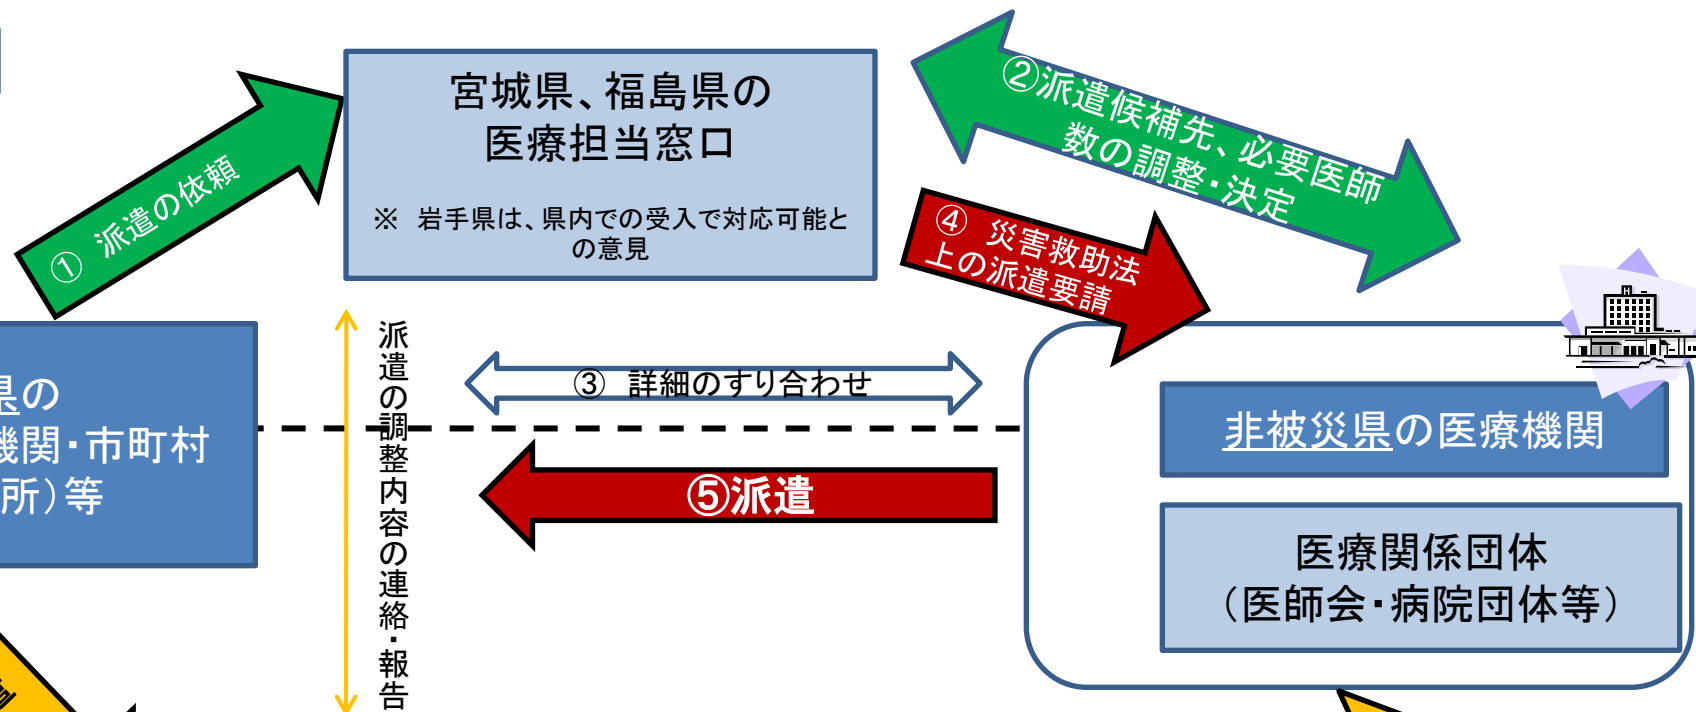 宮城県、福島県の
医療担当窓口
※　岩手県は、県内での受入で対応可能と
の意見
①　派遣の依頼
②派遣候補先、必要医師
数の調整・決定
④　災害救助法
上の派遣要請
派遣の調整内容の連絡・報告
③　詳細のすり合わせ
県の
機関・市町村
所）等
⑤派遣
非被災県の医療機関
医療関係団体
（医師会・病院団体等）